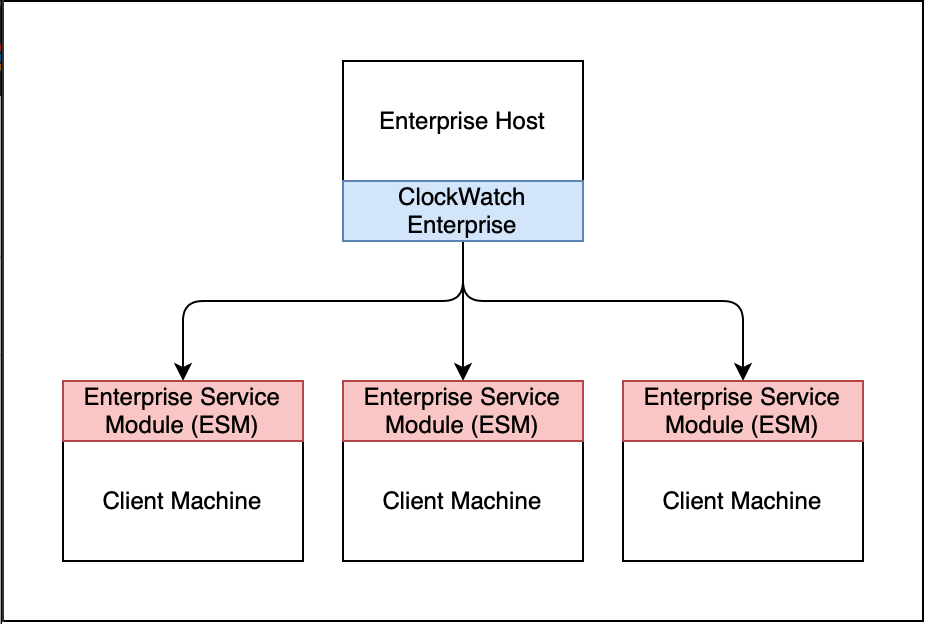 Enterprise Host
ClockWatch
Enterprise
Enterprise Service
Module (ESM)
Client Machine
Enterprise Service
Module (ESM)
Client Machine
Enterprise Service
Module (ESM)
Client Machine